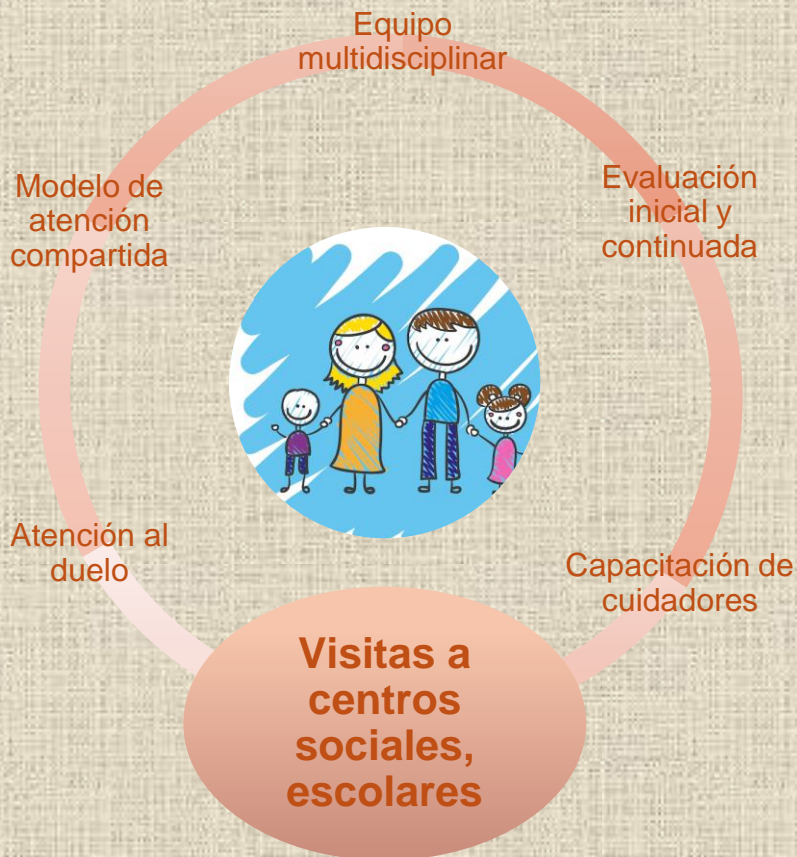 Equipo
multidisciplinar
Modelo de
atención
compartida
Evaluación
inicial y
continuada
Atención al
duelo
Capacitación de
cuidadores
Visitas a
centros
sociales,
escolares